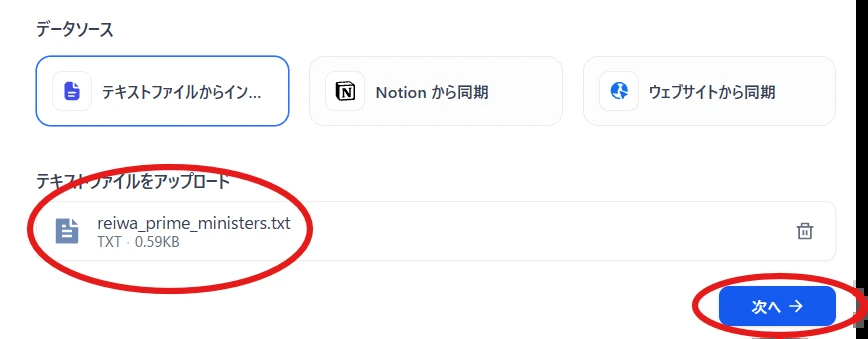 データソース
テキストファイルからイン...
Notion から同期
ウェブサイトから同期
テキストファイルをアップロード
reiwa_prime_ministers.txt
TXT · 0.59KB
次へ →